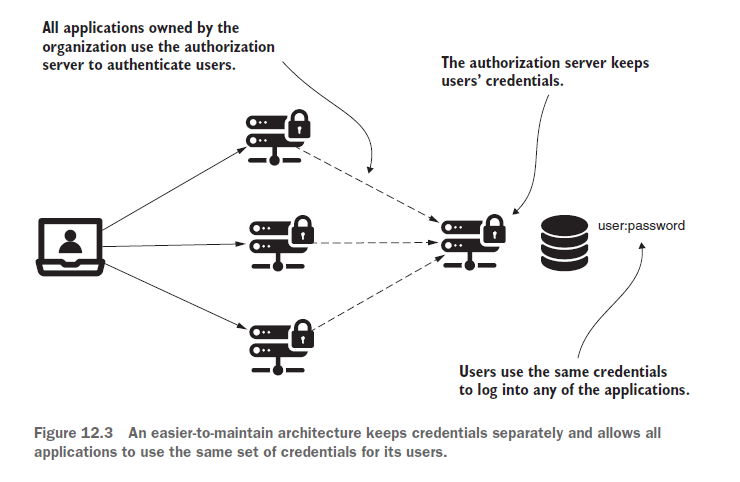 All applications owned by the
organization use the authorization
server to authenticate users.
The authorization server keeps
users’ credentials.
user:password
Users use the same credentials
to log into any of the applications.
Figure 12.3 An easier-to-maintain architecture keeps credentials separately and allows all
applications to use the same set of credentials for its users.